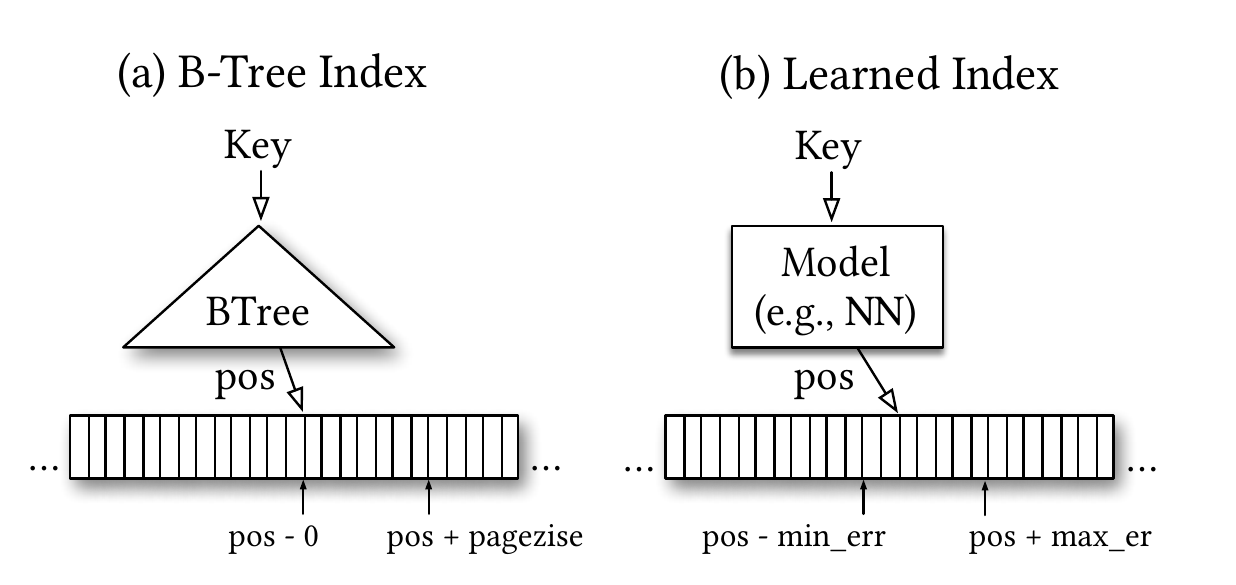 (a) B-Tree Index
Key
BTree
pos
...
...
pos - 0
pos + pagezise
(b) Learned Index
Key
Model
(e.g., NN)
pos
...
...
pos - min_err
pos + max_er